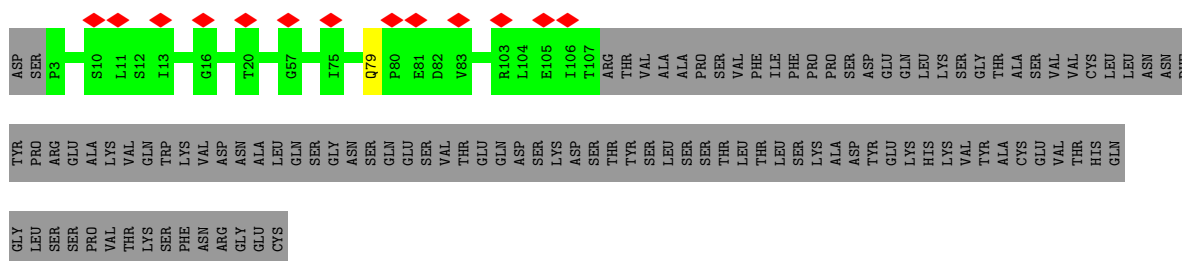 ASP SER P3 S10 L11 S12 I13 G16 T20 G57 I75 Q79 P80 E81 D82 V83 R103 L104 E105 I106 T107 ARG THR VAL ALA ALA PRO SER VAL PHE ILE PHE PRO PRO SER ASP GLU GLN LEU LYS SER GLY THR ALA SER VAL VAL CYS LEU LEU ASN ASN
TYR PRO ARG GLU ALA LYS VAL GLN TRP LYS VAL ASP ASN ALA LEU GLN SER GLY ASN SER GLN GLU SER VAL THR GLU GLN ASP SER LYS ASP SER THR TYR SER LEU SER SER THR LEU THR LEU SER LYS ALA ASP TYR GLU LYS HIS LYS VAL TYR ALA CYS GLU VAL THR HIS GLN
GLY LEU SER SER PRO VAL THR LYS SER PHE ASN ARG GLY GLU CYS